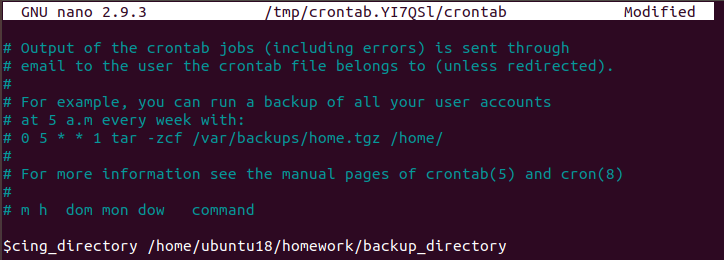 GNU nano 2.9.3 /tmp/crontab.YI7QSl/crontab Modified
# Output of the crontab jobs (including errors) is sent through
# email to the user the crontab file belongs to (unless redirected).
#
# For example, you can run a backup of all your user accounts
# at 5 a.m every week with:
# 0 5 * * 1 tar -zcf /var/backups/home.tgz /home/
#
# For more information see the manual pages of crontab(5) and cron(8)
#
# m h  dom mon dow   command
$cing_directory /home/ubuntu18/homework/backup_directory